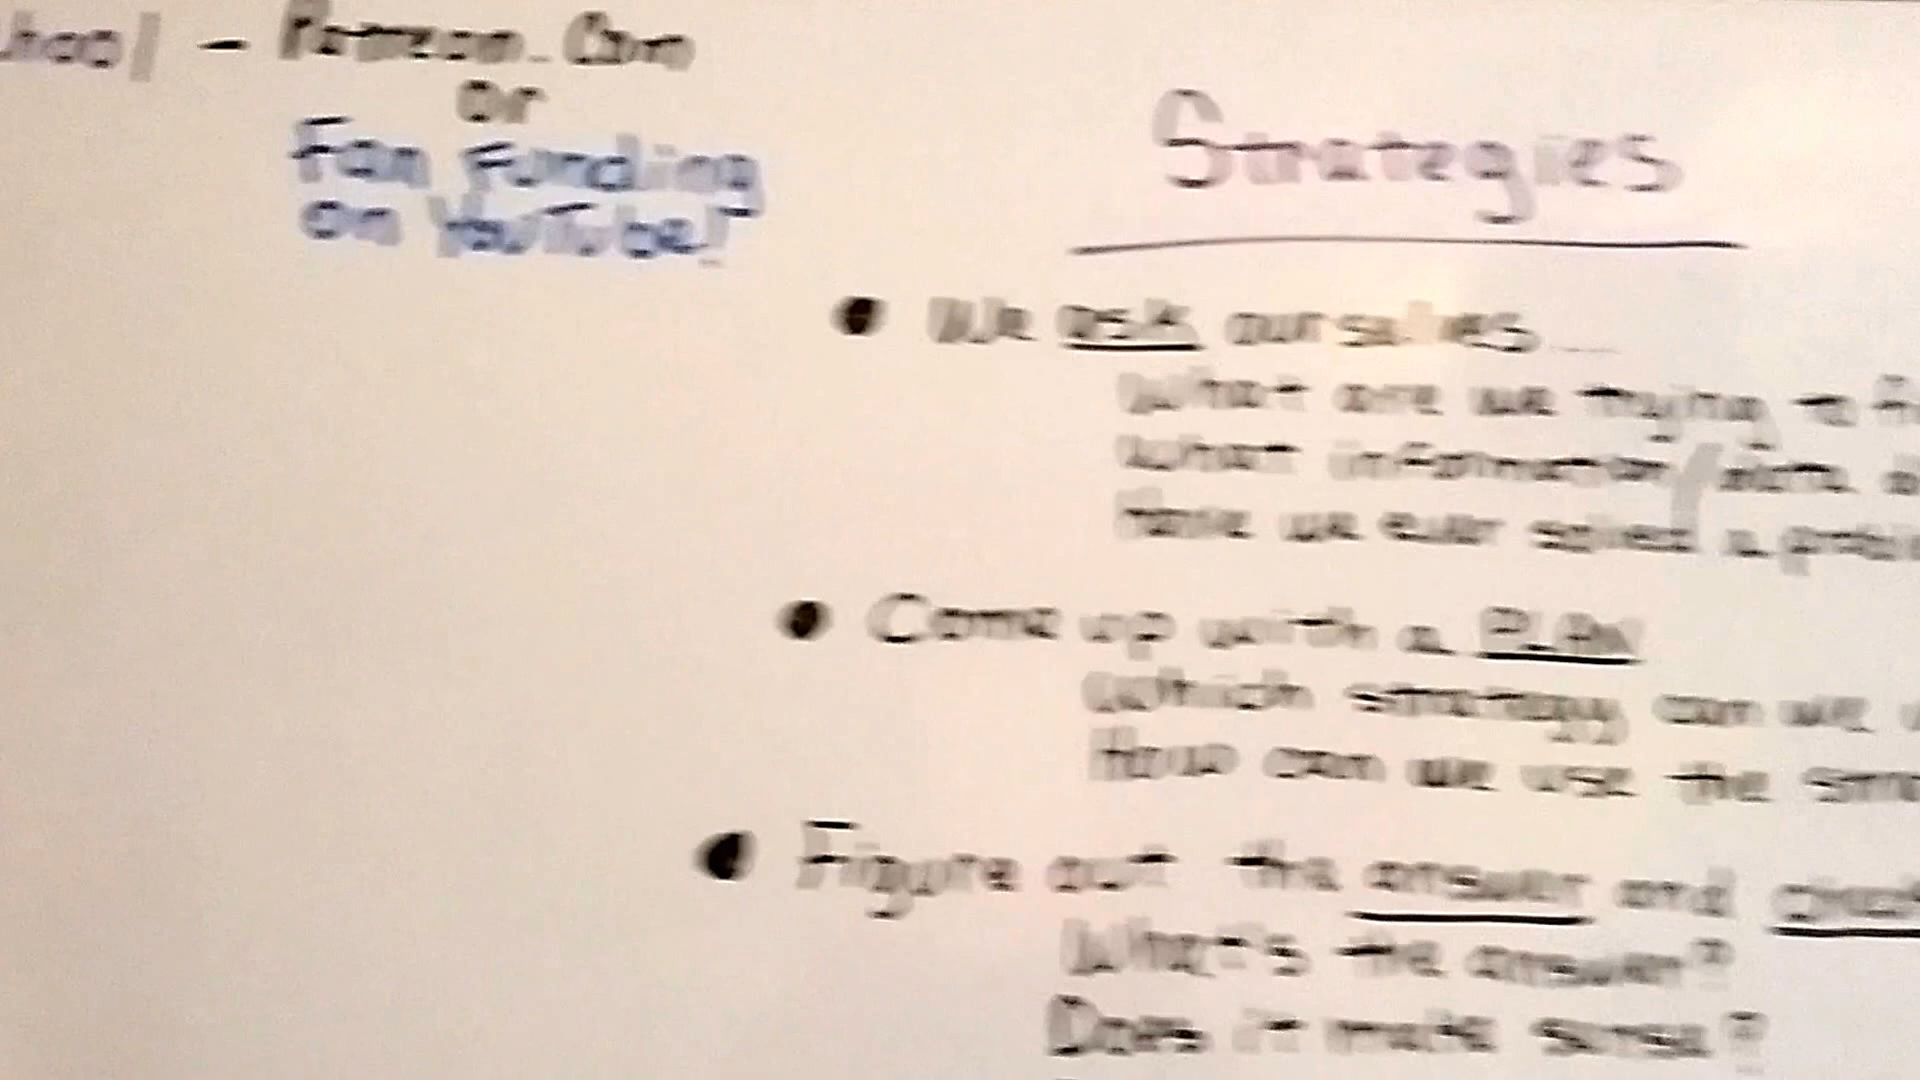 - Patreon.Com
or
Fan Funding
on YouTube!
Strategies
• We ask ourselves...
What are we trying to
What information/data
Have we ever solved a
• Come up with a PLAN
Which strategy can we
How can we use the
• Figure out the answer and
What's the answer?
Does it make sense?